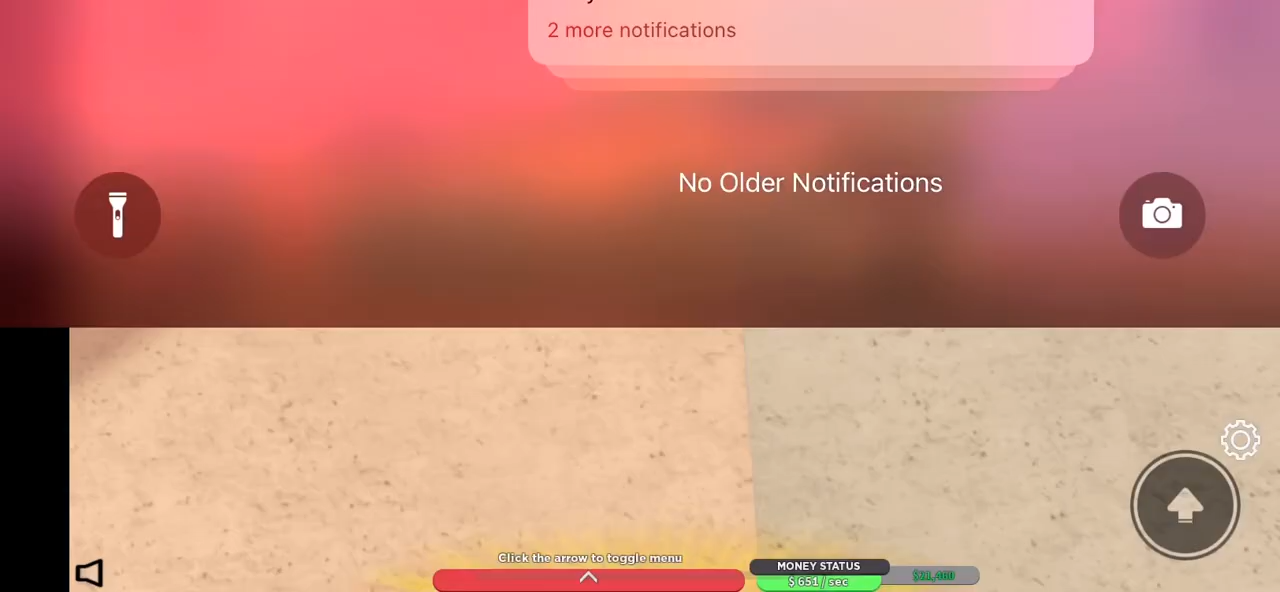 2 more notifications
No Older Notifications
Click the arrow to toggle menu
MONEY STATUS
$ 651 / sec